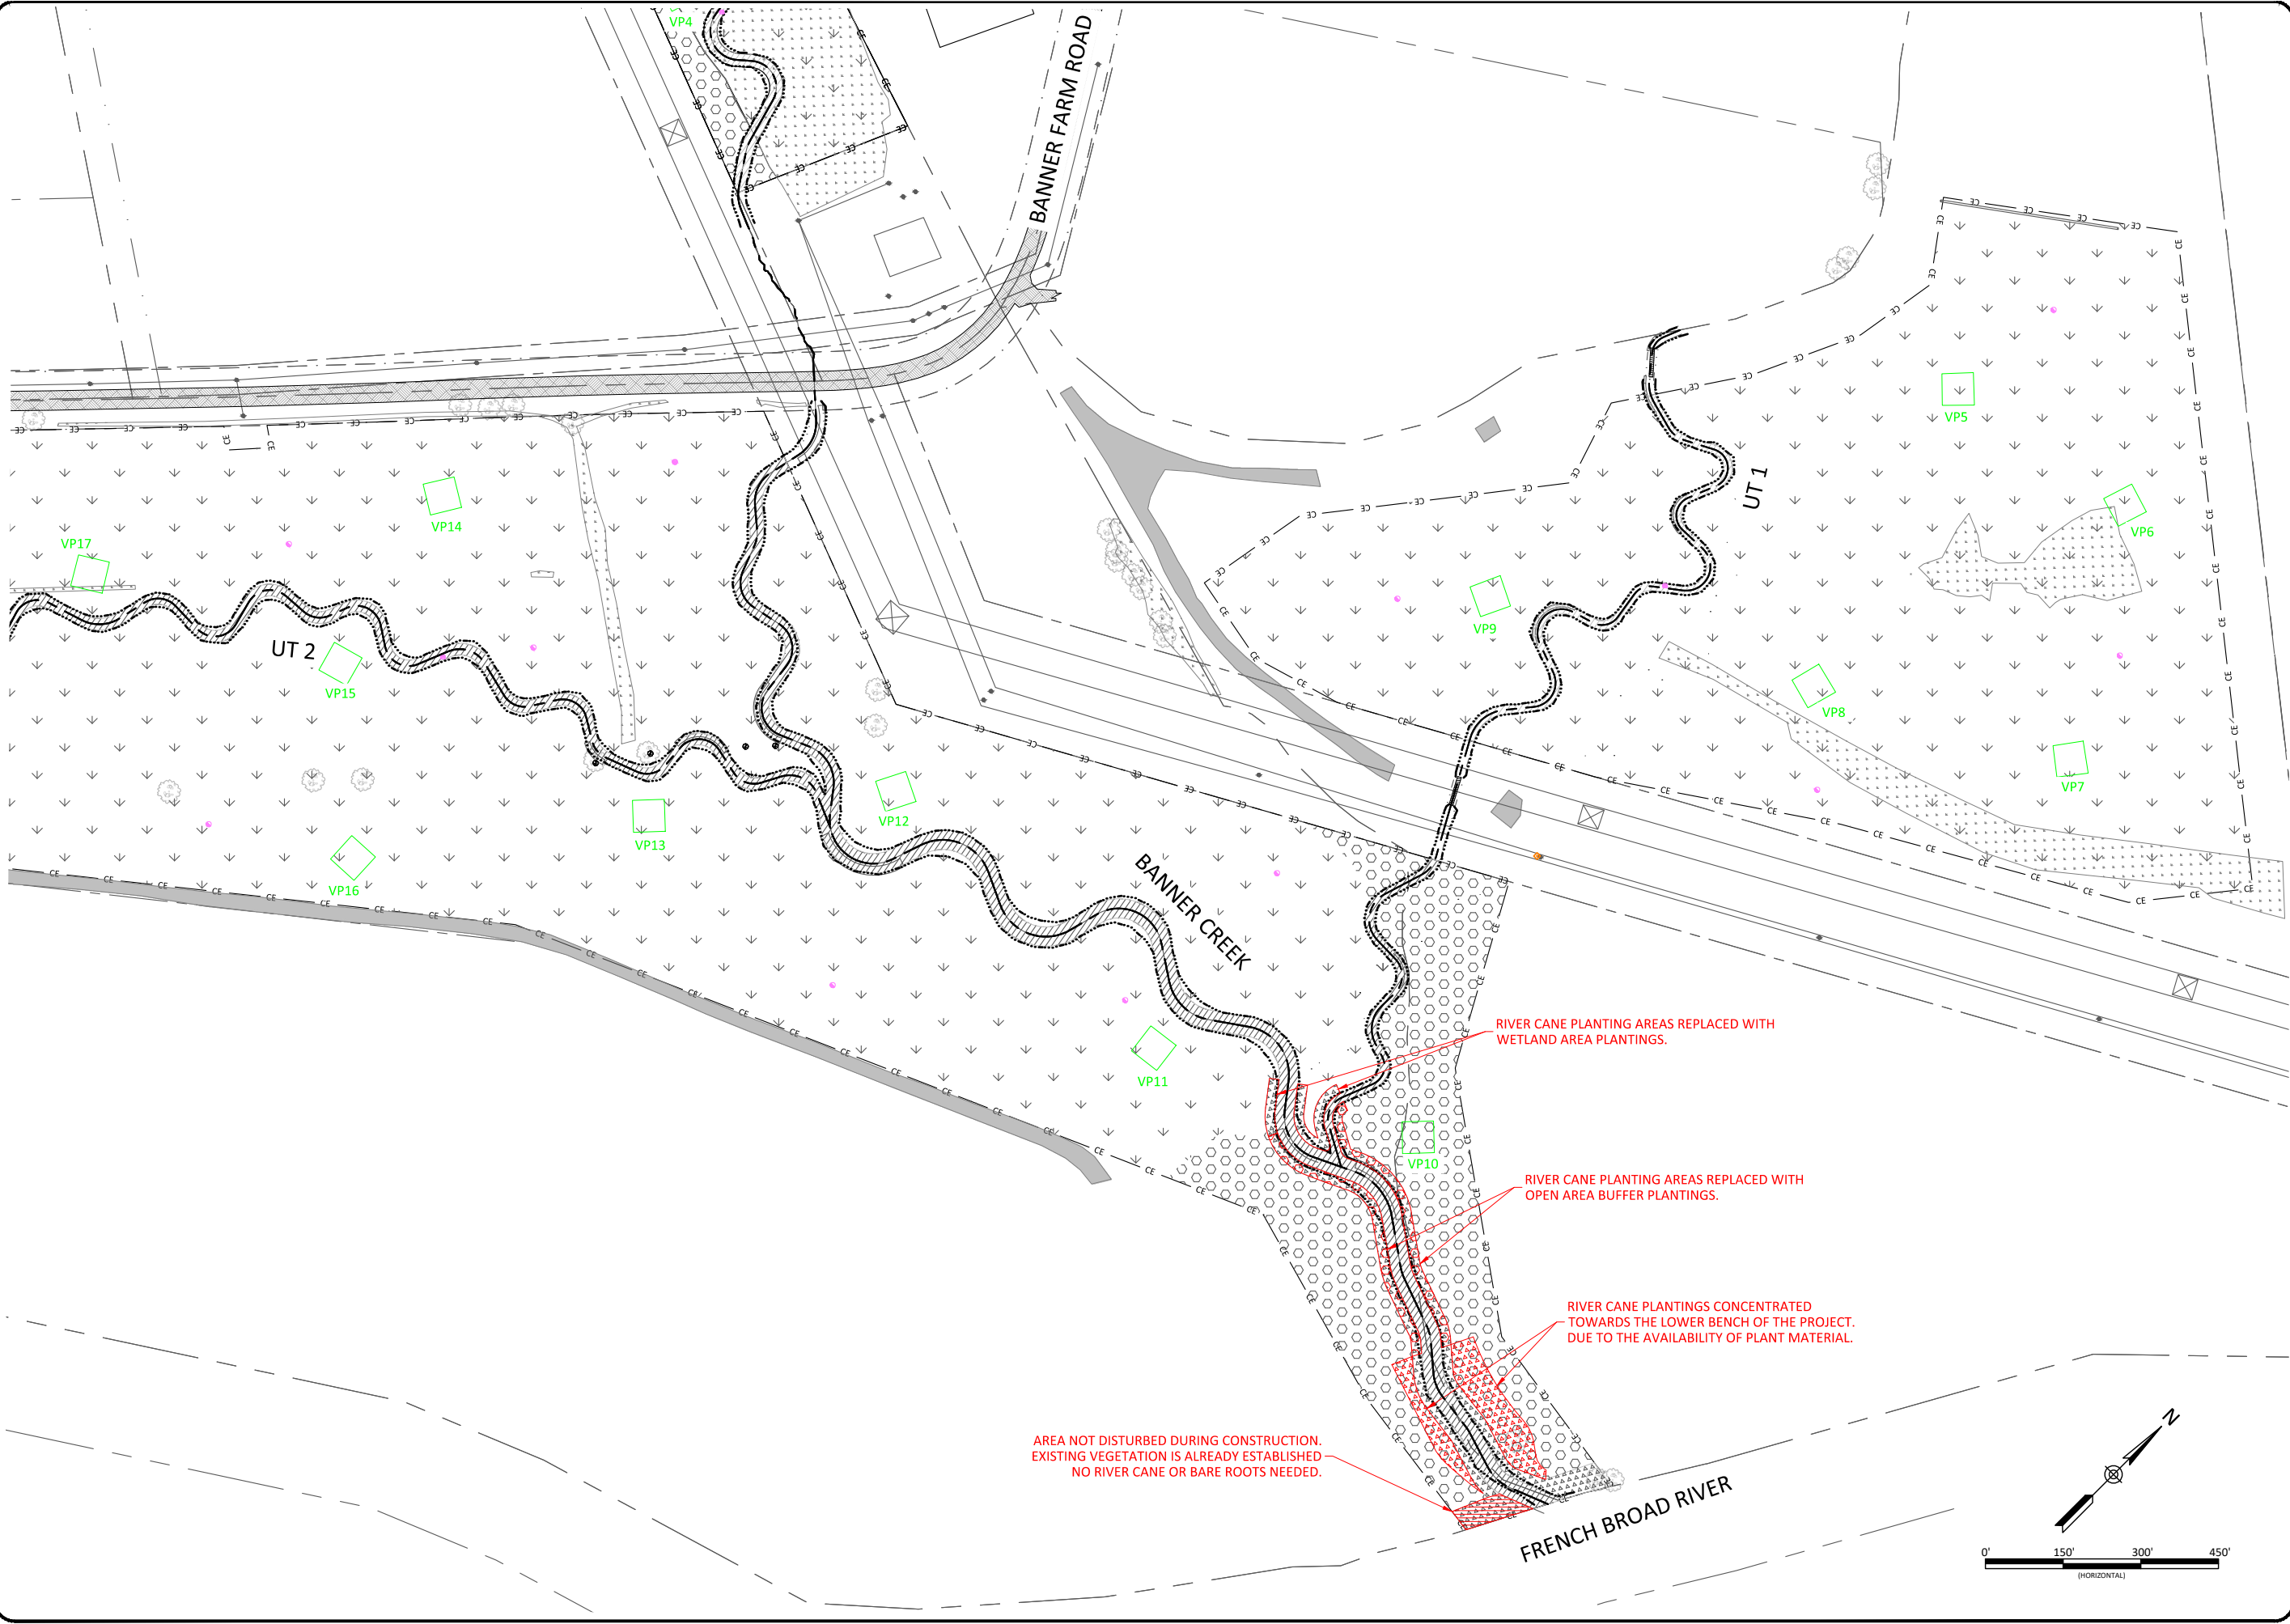 VP4
BANNER FARM ROAD
VP5
VP6
VP14
UT 1
VP17
VP9
UT 2
VP15
VP8
VP7
VP12
VP13
VP16
BANNER CREEK
RIVER CANE PLANTING AREAS REPLACED WITH
WETLAND AREA PLANTINGS.
VP11
VP10
RIVER CANE PLANTING AREAS REPLACED WITH
OPEN AREA BUFFER PLANTINGS.
RIVER CANE PLANTINGS CONCENTRATED
TOWARDS THE LOWER BENCH OF THE PROJECT.
DUE TO THE AVAILABILITY OF PLANT MATERIAL.
AREA NOT DISTURBED DURING CONSTRUCTION.
EXISTING VEGETATION IS ALREADY ESTABLISHED
NO RIVER CANE OR BARE ROOTS NEEDED.
FRENCH BROAD RIVER
N
0' 150' 300' 450'
(HORIZONTAL)
CE